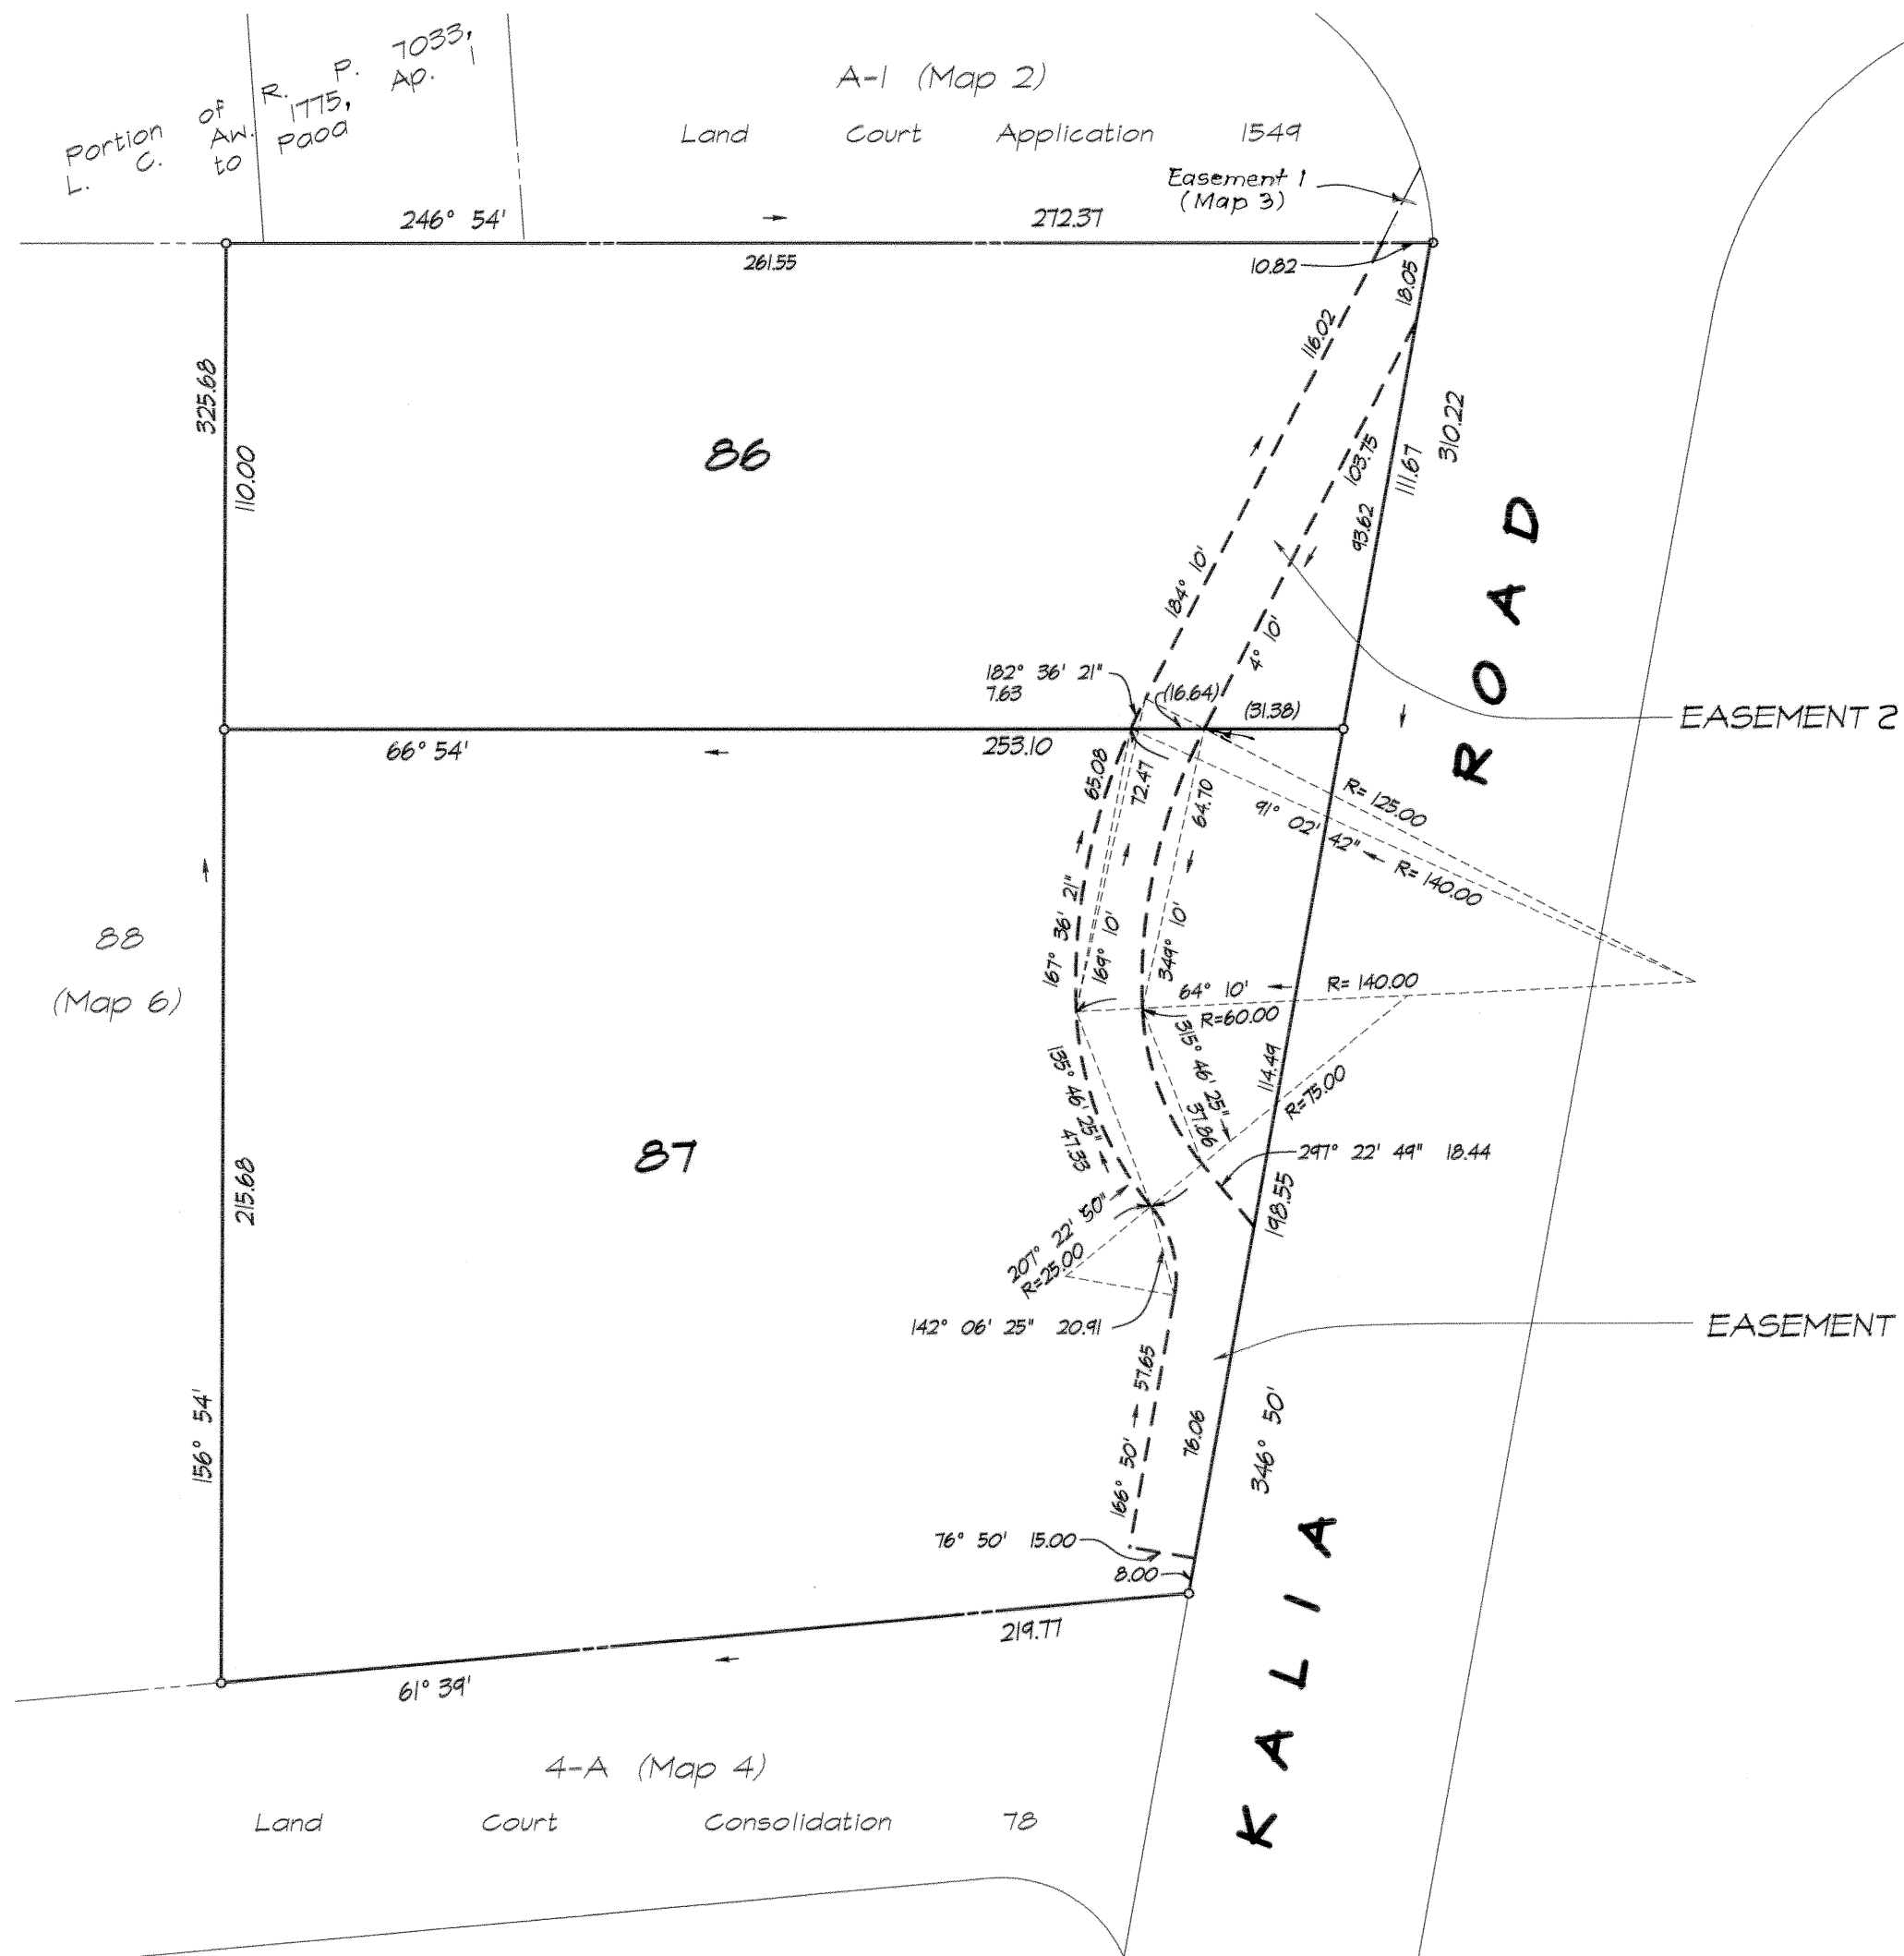 Portion of R. P. 7033,
L. C. Aw. 1775, Ap. 1
to Paoa
A-1 (Map 2)
Land Court Application 1549
Easement 1
(Map 3)
246° 54'
272.37
261.55
10.82
18.05
325.68
110.00
116.02
86
103.75
111.67
310.22
93.62
184° 10'
4° 10'
182° 36' 21"
7.63
(16.64)
(31.38)
EASEMENT 2
66° 54'
253.10
65.08
72.47
64.70
R= 125.00
91° 02' 42"
R= 140.00
167° 36' 21"
169° 10'
349° 10'
64° 10'
R= 140.00
R=60.00
88
(Map 6)
135° 46' 25"
47.33
315° 46' 25"
37.86
114.49
R=75.00
87
215.68
297° 22' 49" 18.44
198.55
207° 22' 50"
R=25.00
142° 06' 25" 20.91
EASEMENT
166° 50'
57.65
76.06
346° 50'
156° 54'
76° 50' 15.00
8.00
219.77
61° 39'
KALIA ROAD
4-A (Map 4)
Land Court Consolidation 78